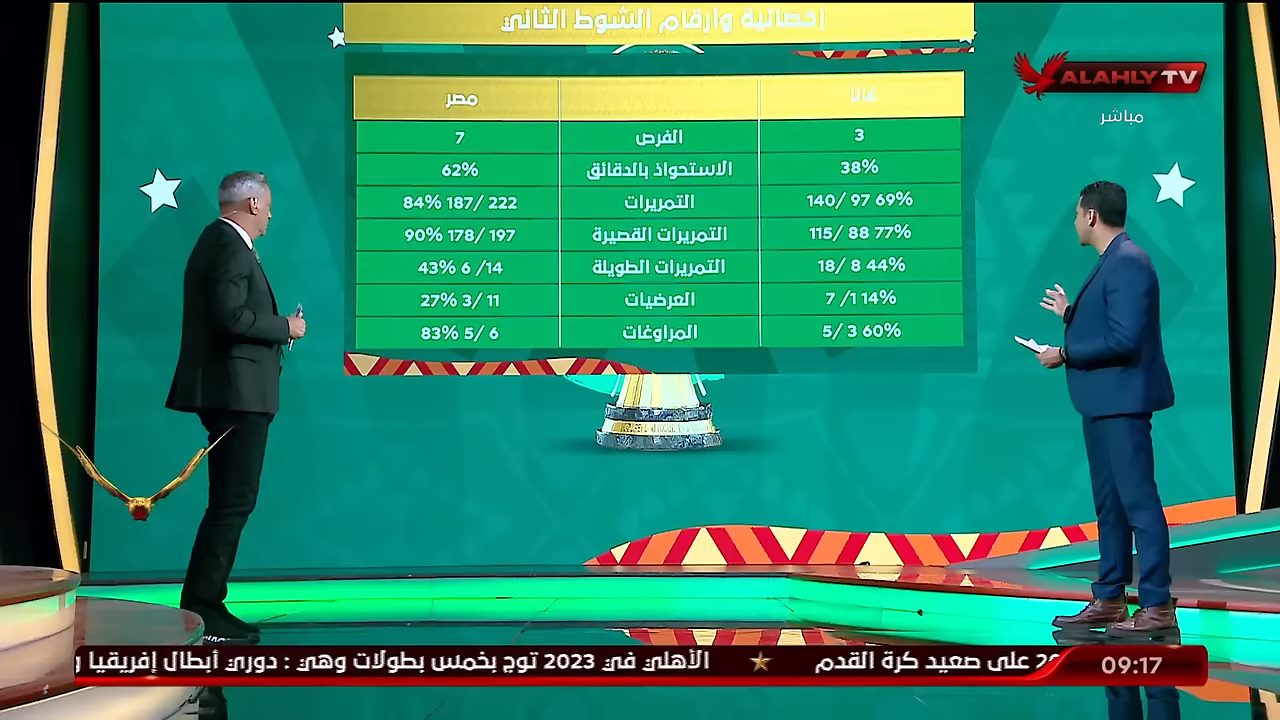 إحصائية وأرقام الشوط الثاني
ALAHLY TV
مباشر
غانا مصر
3 الفرص 7
38% الاستحواذ بالدقائق 62%
140/ 97 69% التمريرات 84% 187/ 222
115/ 88 77% التمريرات القصيرة 90% 178/ 197
18/ 8 44% التمريرات الطويلة 43% 6 /14
7 /1 14% العرضيات 27% 3/ 11
5/ 3 60% المراوغات 83% 5/ 6
09:17
على صعيد كرة القدم ★ الأهلي في 2023 توج بخمس بطولات وهي : دوري أبطال إفريقيا و